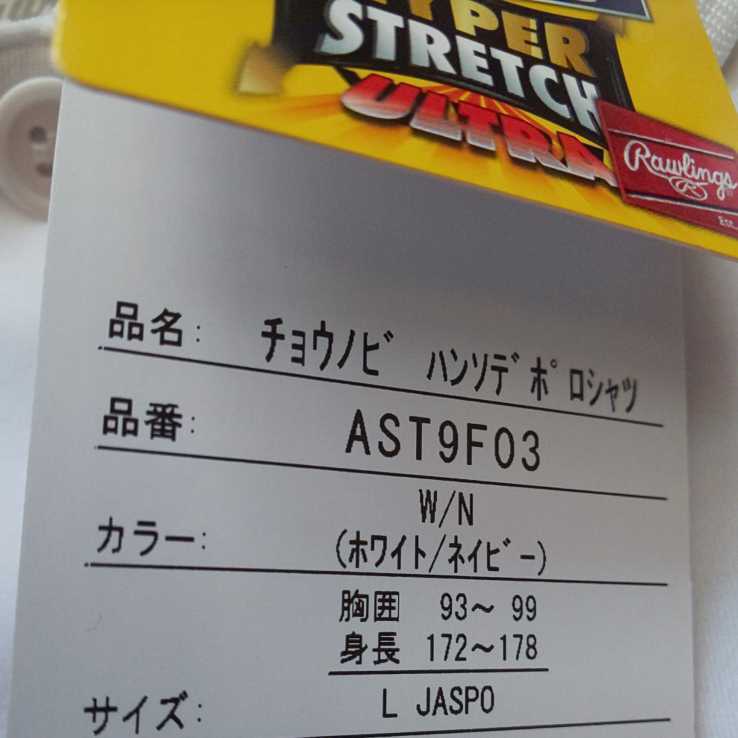 HYPER
STRETCH
ULTRA
Rawlings
R
品名: チョウノビ ハンソデポロシャツ
品番: AST9F03
W/N
カラー: (ホワイト/ネイビー)
胸囲 93～ 99
身長 172～178
サイズ: L JASPO